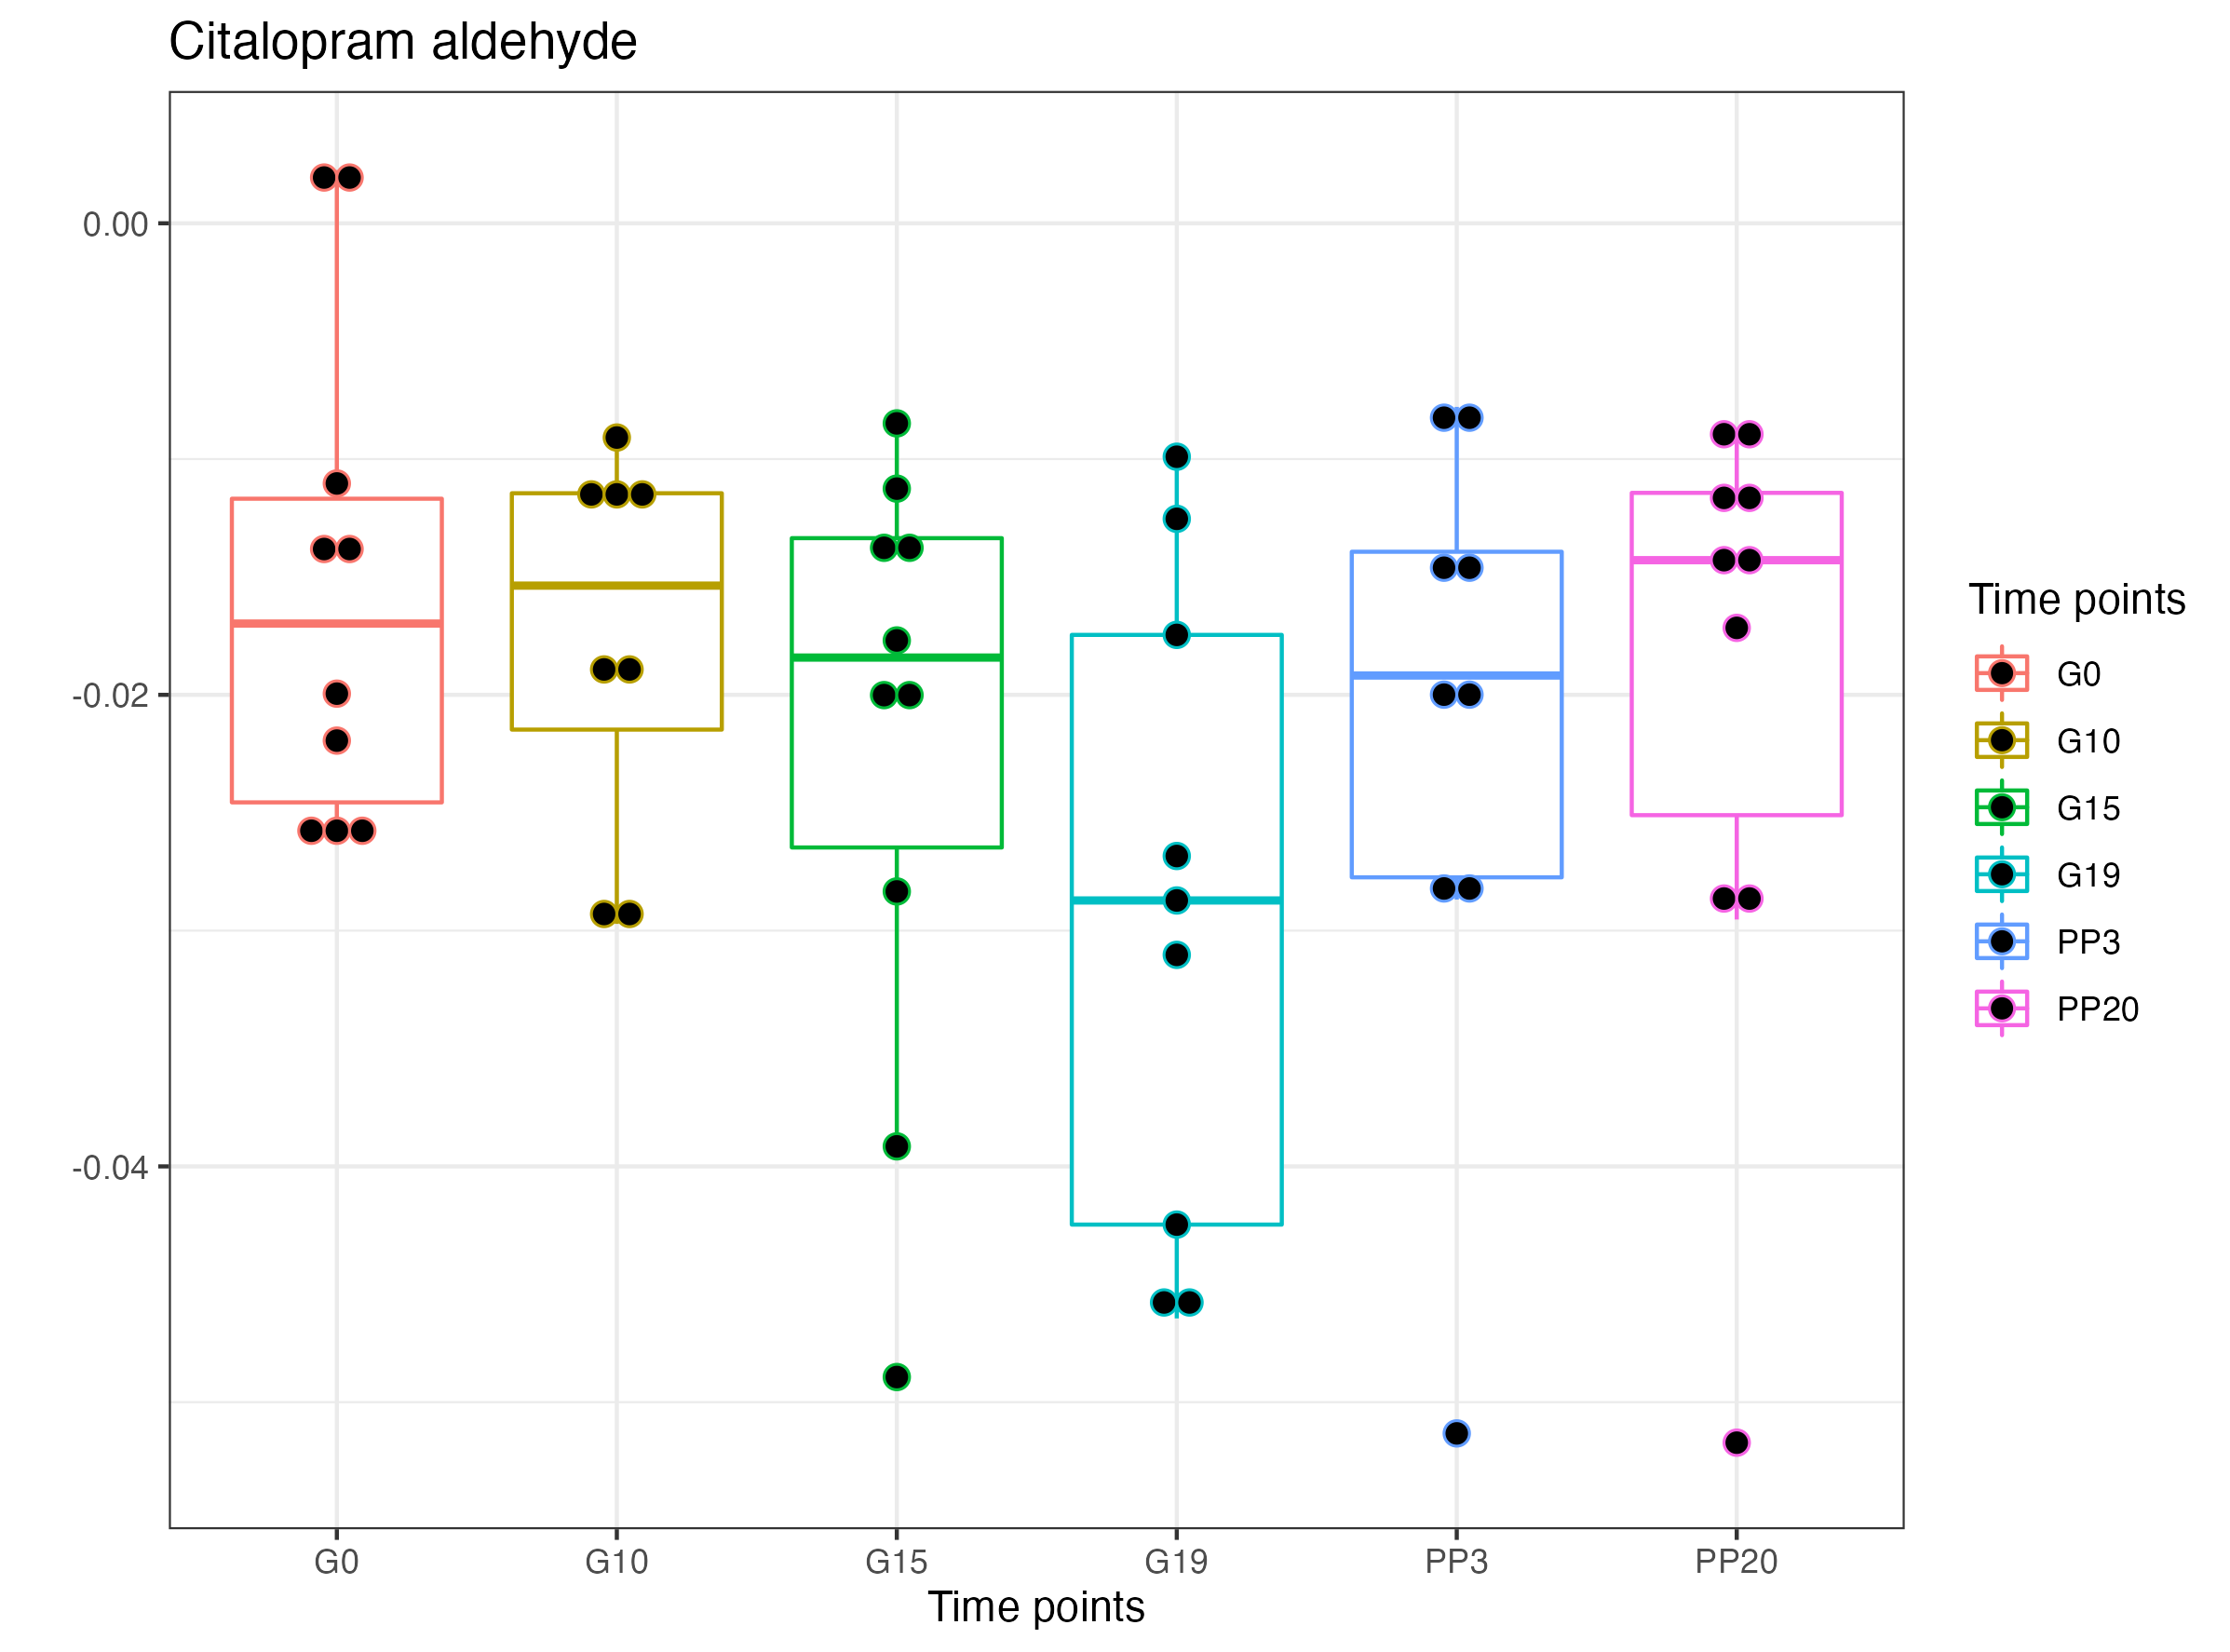 Citalopram aldehyde
0.00
-0.02
-0.04
G0 G10 G15 G19 PP3 PP20
Time points
Time points
G0
G10
G15
G19
PP3
PP20